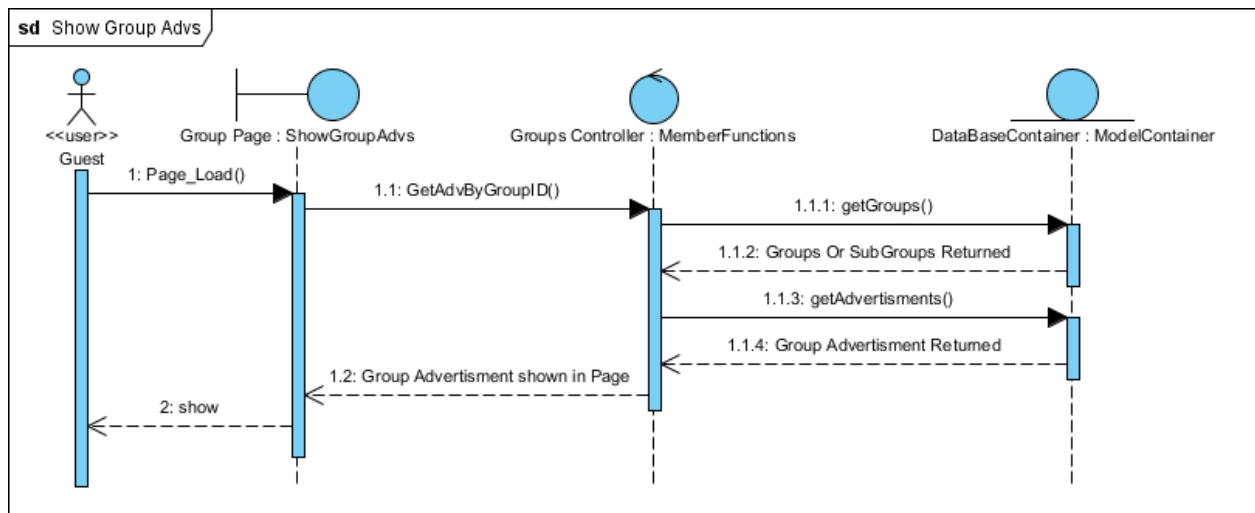 sd Show Group Advs
<<user>>
Guest
Group Page : ShowGroupAdvs
Groups Controller : MemberFunctions
DataBaseContainer : ModelContainer
1: Page_Load()
1.1: GetAdvByGroupID()
1.1.1: getGroups()
1.1.2: Groups Or SubGroups Returned
1.1.3: getAdvertisments()
1.1.4: Group Advertisment Returned
1.2: Group Advertisment shown in Page
2: show